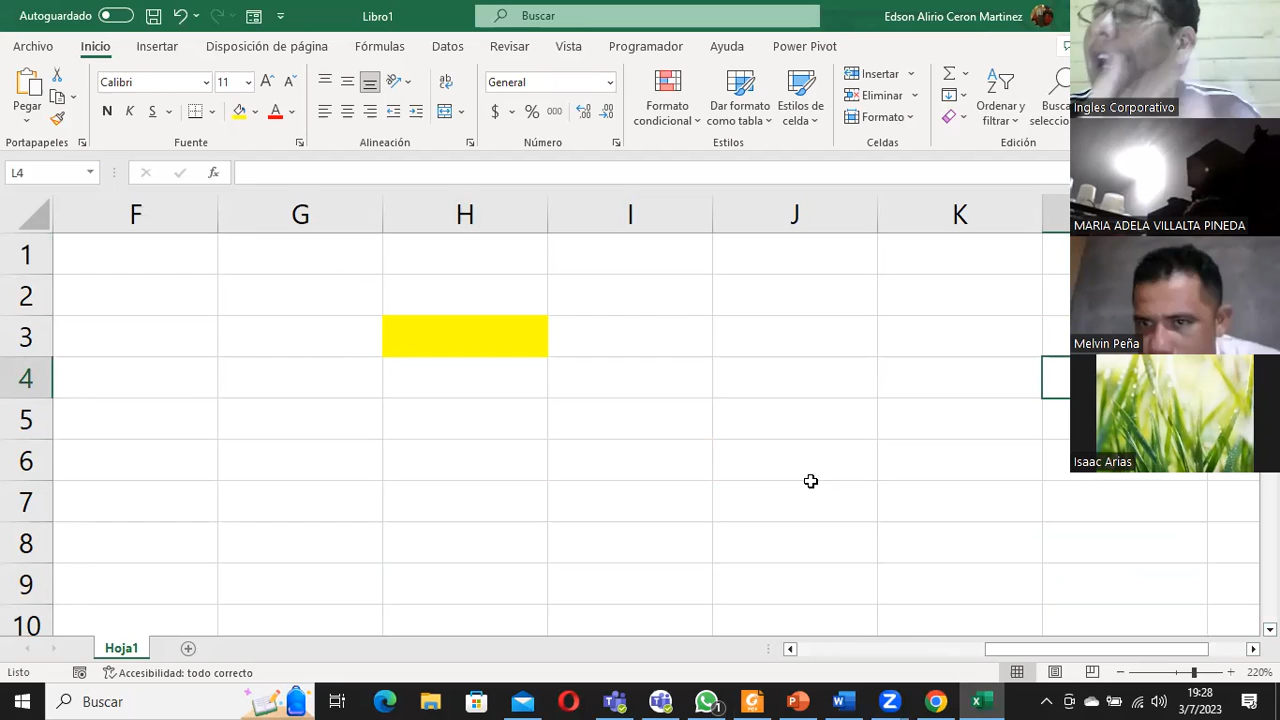 Autoguardado
Libro1
Buscar
Edson Alirio Ceron Martinez
Archivo Inicio Insertar Disposición de página Fórmulas Datos Revisar Vista Programador Ayuda Power Pivot
Pegar
Portapapeles
Calibri 11
N K S
Fuente
Alineación
General
$ % 000
Número
Formato condicional
Dar formato como tabla
Estilos de celda
Estilos
Insertar
Eliminar
Formato
Celdas
Ordenar y filtrar
Edición
L4
fx
F G H I J K
1
2
3
4
5
6
7
8
9
10
Ingles Corporativo
MARIA ADELA VILLALTA PINEDA
Melvin Peña
Isaac Arias
Hoja1
Listo
Accesibilidad: todo correcto
220%
Buscar
19:28
3/7/2023